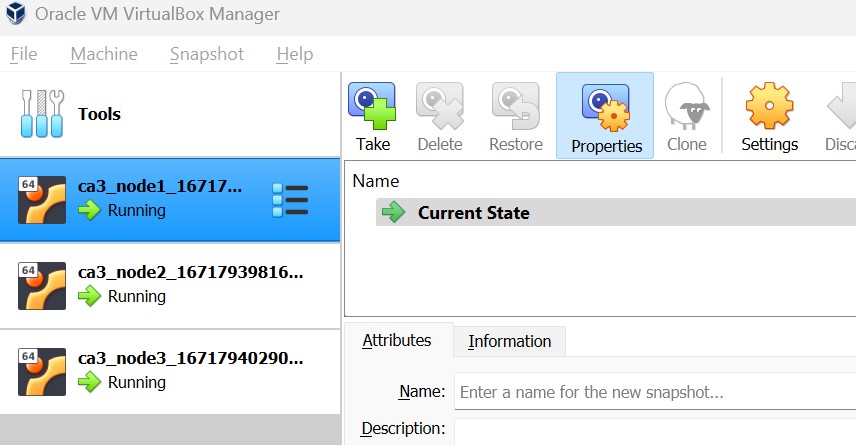 Oracle VM VirtualBox Manager
File Machine Snapshot Help
Tools
Take Delete Restore Properties Clone Settings Disca
64
ca3_node1_16717...
Running
64
ca3_node2_16717939816...
Running
64
ca3_node3_16717940290...
Running
Name
Current State
Attributes Information
Name: Enter a name for the new snapshot...
Description: